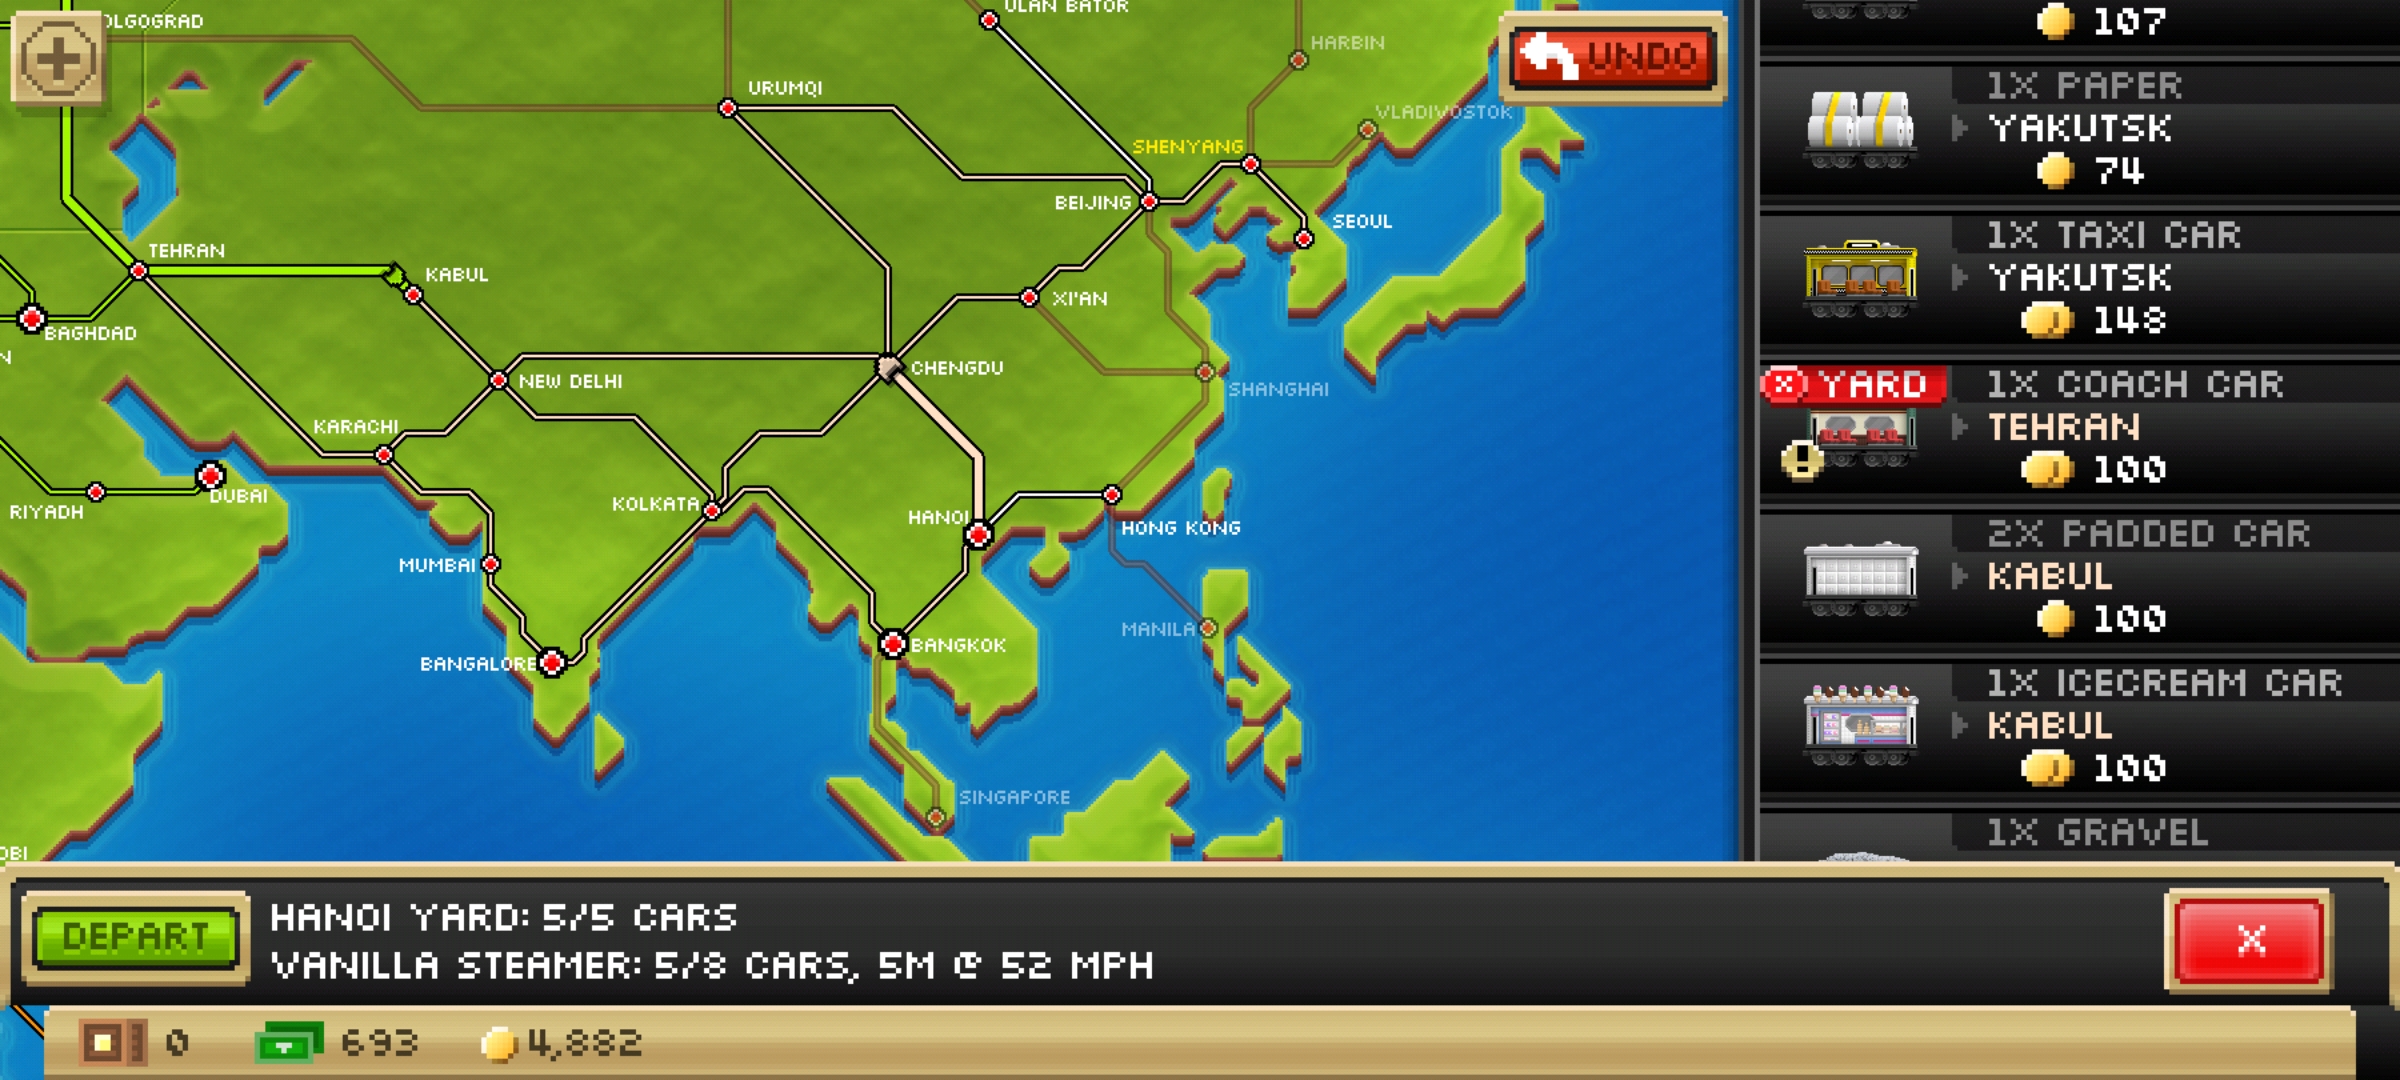 OLGOGRAD
ULAN BATOR
HARBIN
UNDO
URUMQI
VLADIVOSTOK
SHENYANG
BEIJING
SEOUL
TEHRAN
KABUL
XI'AN
BAGHDAD
N
CHENGDU
NEW DELHI
SHANGHAI
KARACHI
DUBAI
RIYADH
KOLKATA
HANOI
HONG KONG
MUMBAI
MANILA
BANGALORE
BANGKOK
SINGAPORE
OBI
107
1X PAPER
YAKUTSK
74
1X TAXI CAR
YAKUTSK
148
X YARD
1X COACH CAR
TEHRAN
!
100
2X PADDED CAR
KABUL
100
1X ICECREAM CAR
KABUL
100
1X GRAVEL
DEPART
HANOI YARD: 5/5 CARS
VANILLA STEAMER: 5/8 CARS, 5M @ 52 MPH
X
0
693
4,882